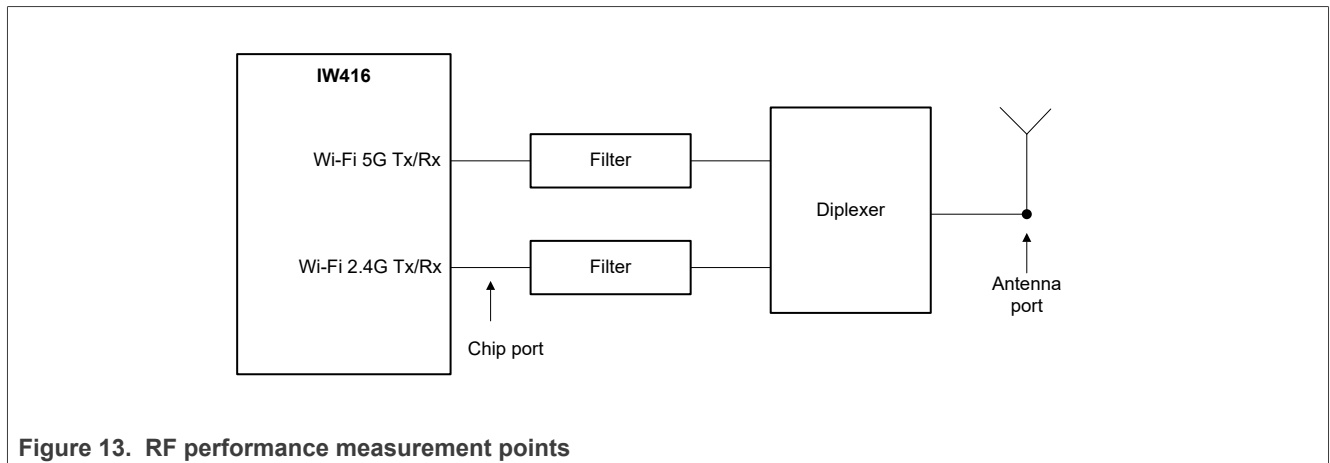 IW416
Wi-Fi 5G Tx/Rx
Filter
Diplexer
Wi-Fi 2.4G Tx/Rx
Filter
Chip port
Antenna
port
Figure 13. RF performance measurement points